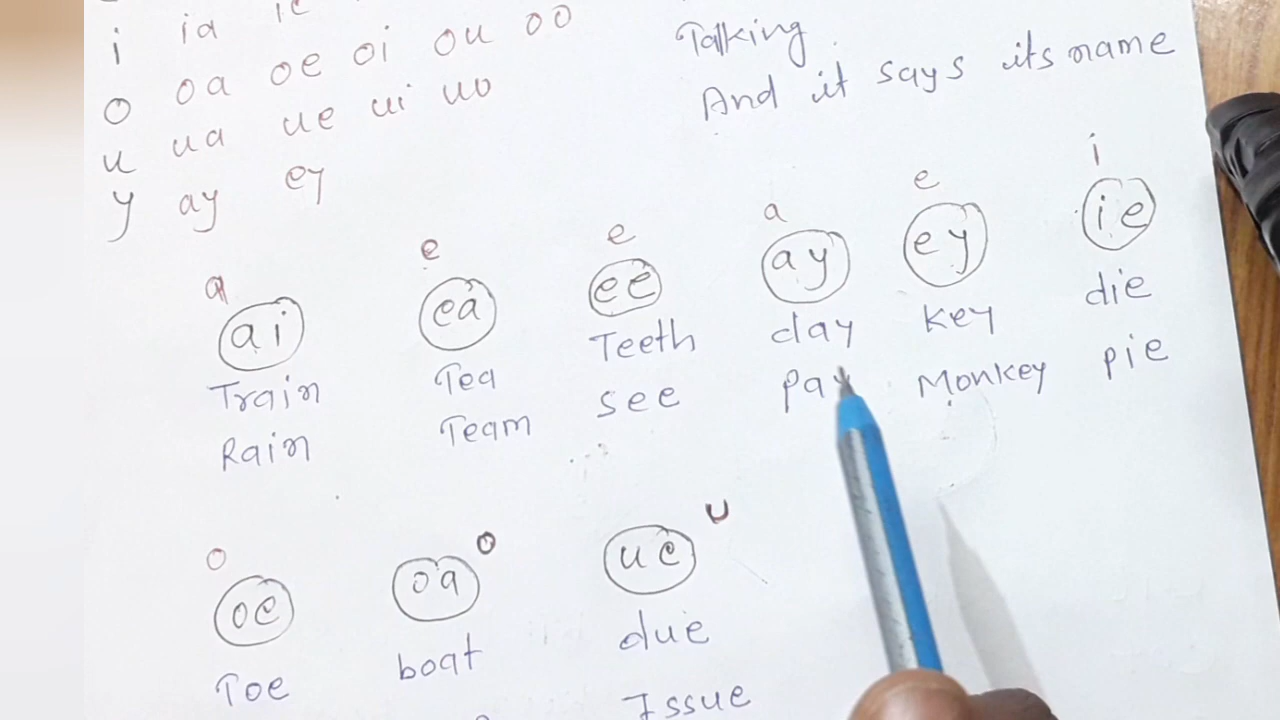 i ia ie
o oa oe oi ou oo
u ua ue ui uo
y ay ey
Talking
And it says its name
a e e a e i
ai ea ee ay ey ie
Train Tea Teeth clay key die
Rain Team see Pay Monkey pie
o o u
oe oa ue
Toe boat due
Issue